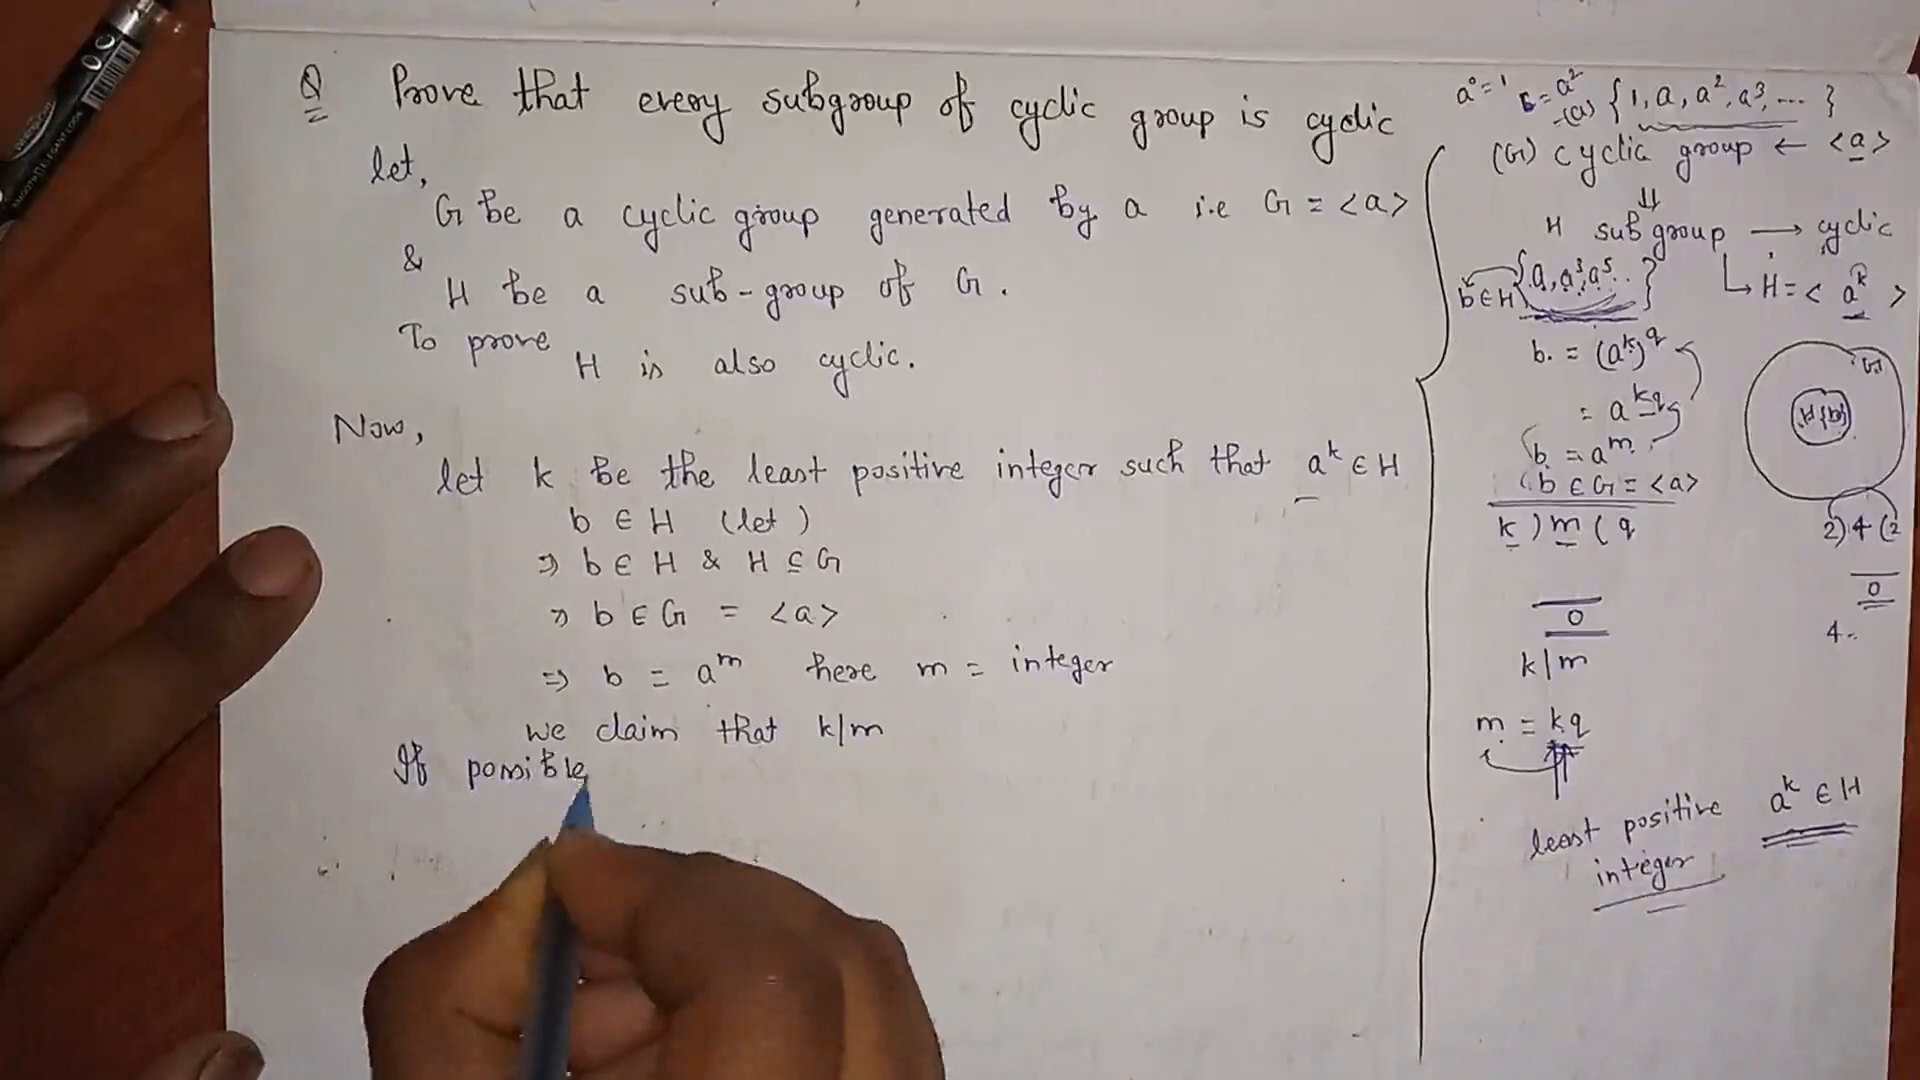 Q Prove that every subgroup of cyclic group is cyclic
let,
G be a cyclic group generated by a i.e G = <a>
&
H be a sub-group of G.
To prove
H is also cyclic.
Now,
let k be the least positive integer such that a^k ∈ H
b ∈ H (let)
⇒ b ∈ H & H ⊆ G
⇒ b ∈ G = <a>
⇒ b = a^m here m = integer
we claim that k/m
If possible,
a° = 1
{1, a, a², a³, ... }
(G) cyclic group ← <a>
⇓
H subgroup → cyclic
{a, a³, a⁵.. }
b ∈ H
H = < a^k >
b = (a^k)^q
= a^kq
b = a^m
b ∈ G = <a>
k ) m ( q
0
k/m
m = kq
least positive
integer
a^k ∈ H
G
2) 4 (2
0
4..